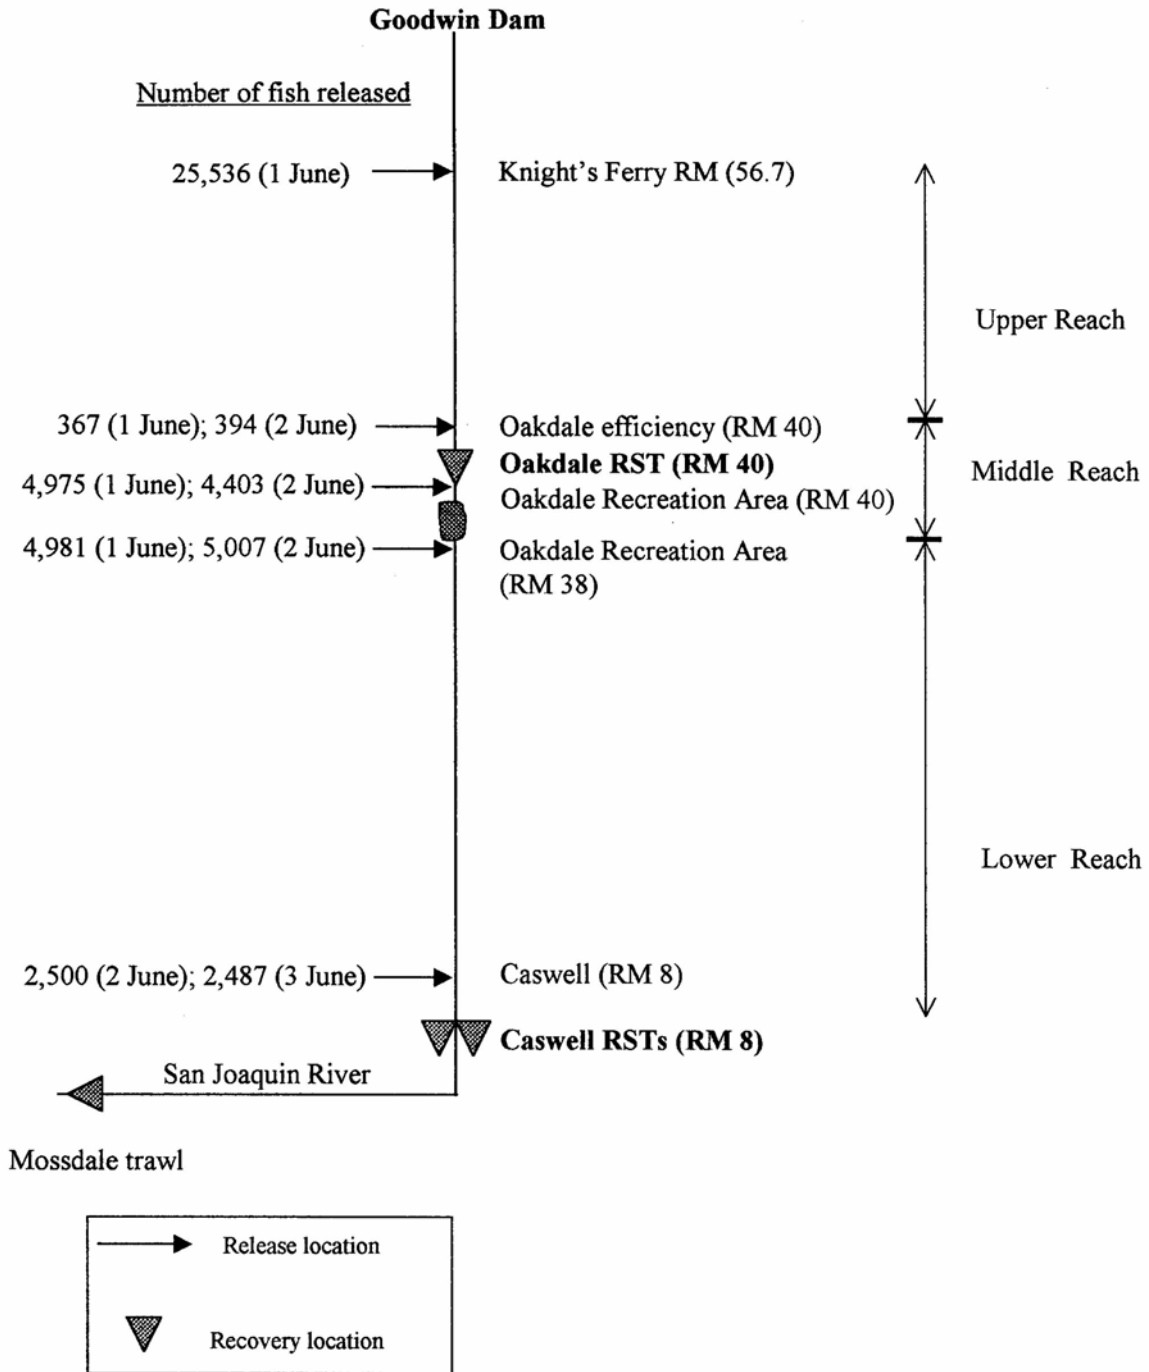 Goodwin Dam
Number of fish released
25,536 (1 June)
Knight's Ferry RM (56.7)
Upper Reach
367 (1 June); 394 (2 June)
Oakdale efficiency (RM 40)
Oakdale RST (RM 40)
Middle Reach
4,975 (1 June); 4,403 (2 June)
Oakdale Recreation Area (RM 40)
4,981 (1 June); 5,007 (2 June)
Oakdale Recreation Area
(RM 38)
Lower Reach
2,500 (2 June); 2,487 (3 June)
Caswell (RM 8)
Caswell RSTs (RM 8)
San Joaquin River
Mossdale trawl
Release location
Recovery location